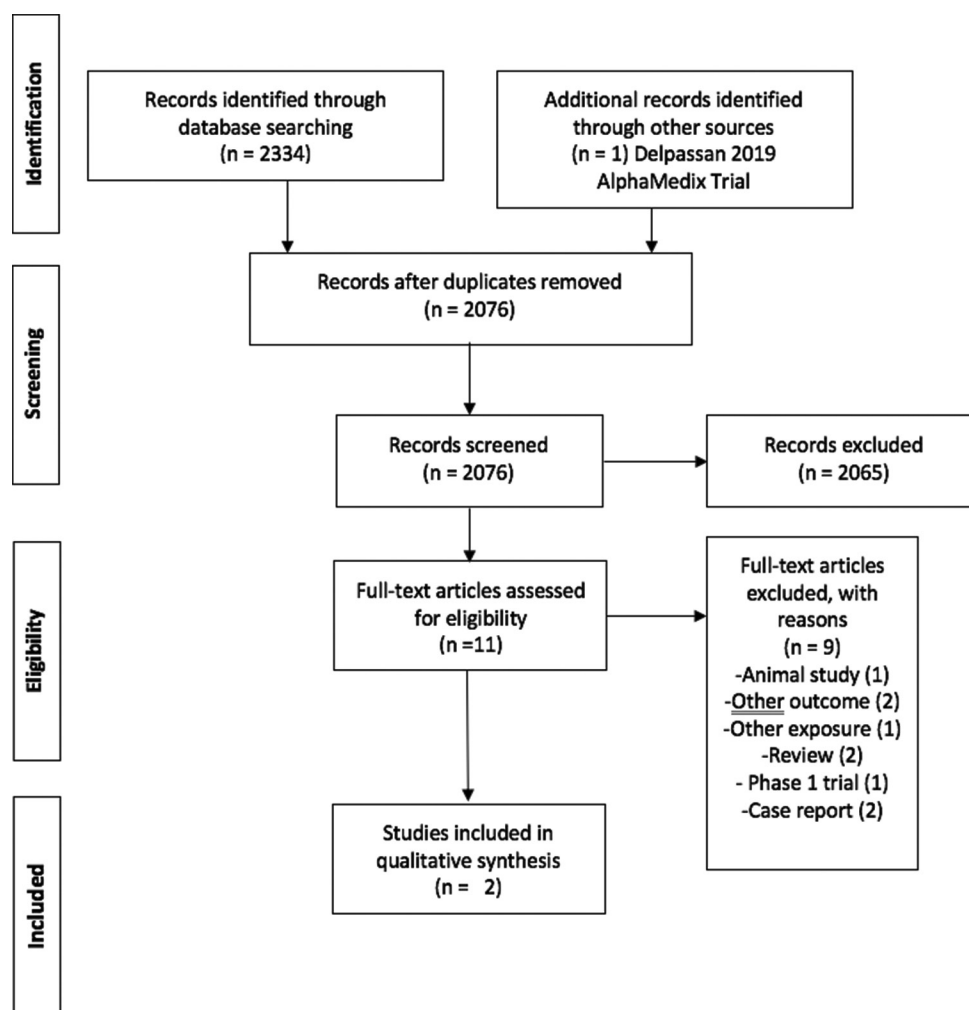 Identification
Records identified through
database searching
(n = 2334)
Additional records identified
through other sources
(n = 1) Delpassan 2019
AlphaMedix Trial
Screening
Records after duplicates removed
(n = 2076)
Records screened
(n = 2076)
Records excluded
(n = 2065)
Eligibility
Full-text articles assessed
for eligibility
(n =11)
Full-text articles
excluded, with
reasons
(n = 9)
-Animal study (1)
-Other outcome (2)
-Other exposure (1)
-Review (2)
- Phase 1 trial (1)
-Case report (2)
Included
Studies included in
qualitative synthesis
(n = 2)